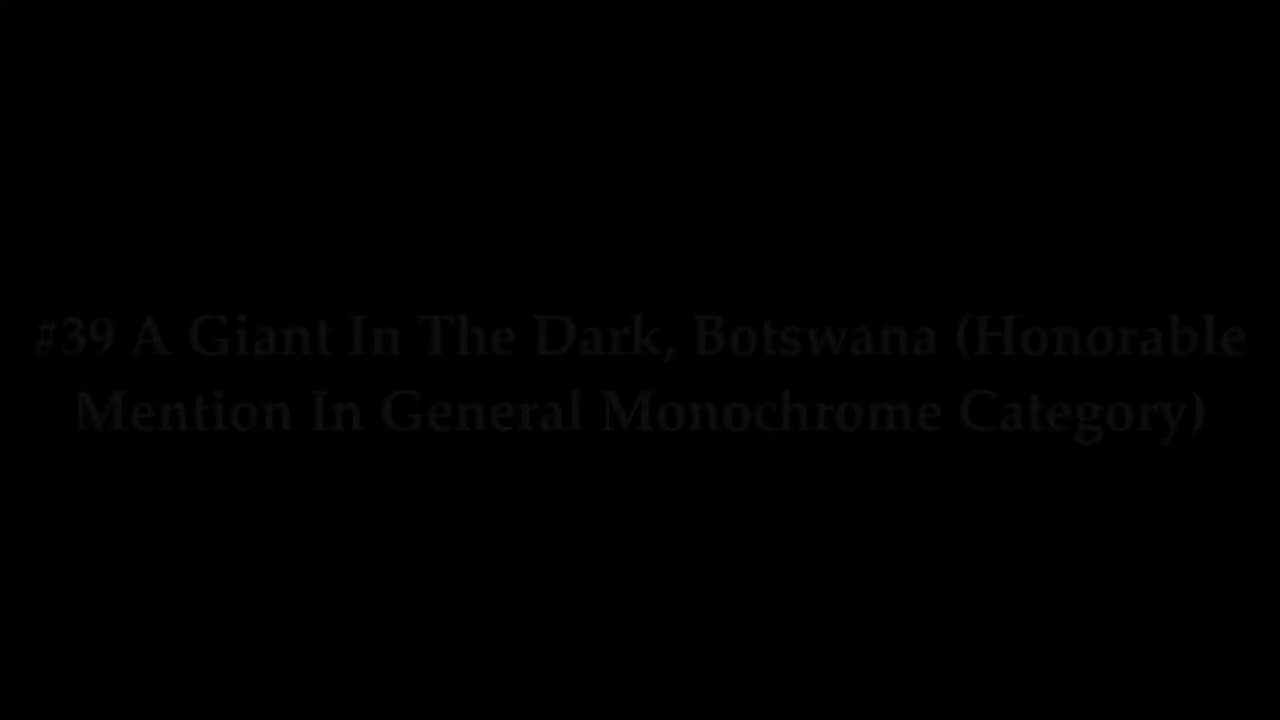 #39 A Giant In The Dark, Botswana (Honorable
Mention In General Monochrome Category)